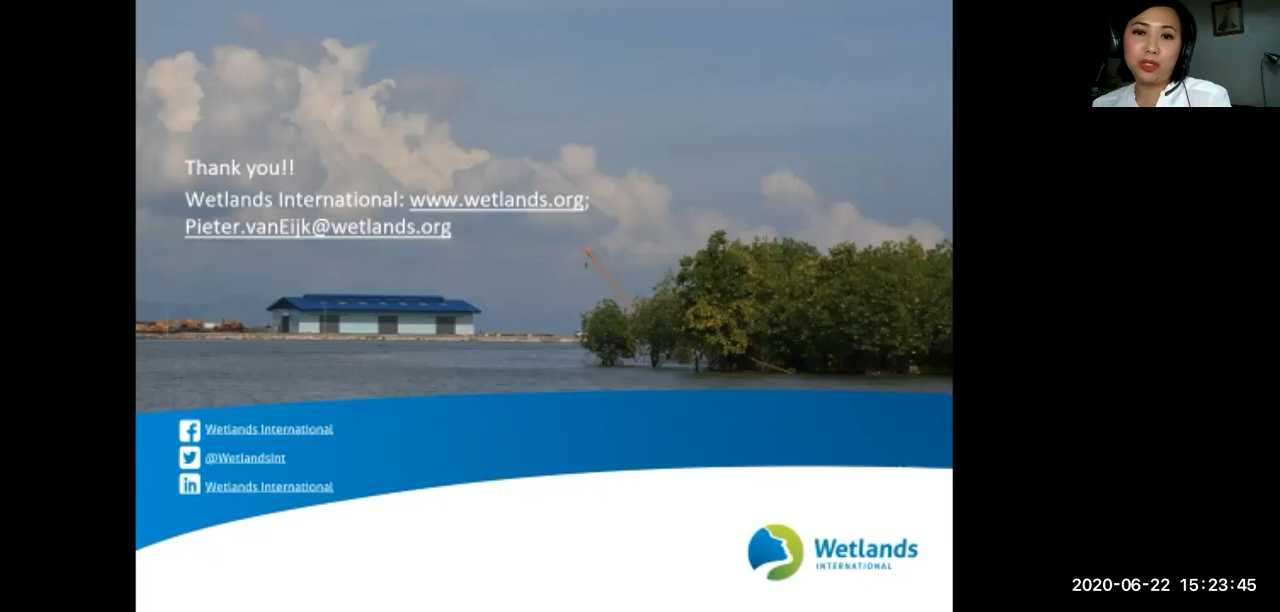 Thank you!!
Wetlands International: www.wetlands.org;
Pieter.vanEijk@wetlands.org
Wetlands International
@WetlandsInt
Wetlands International
Wetlands
INTERNATIONAL
2020-06-22 15:23:45